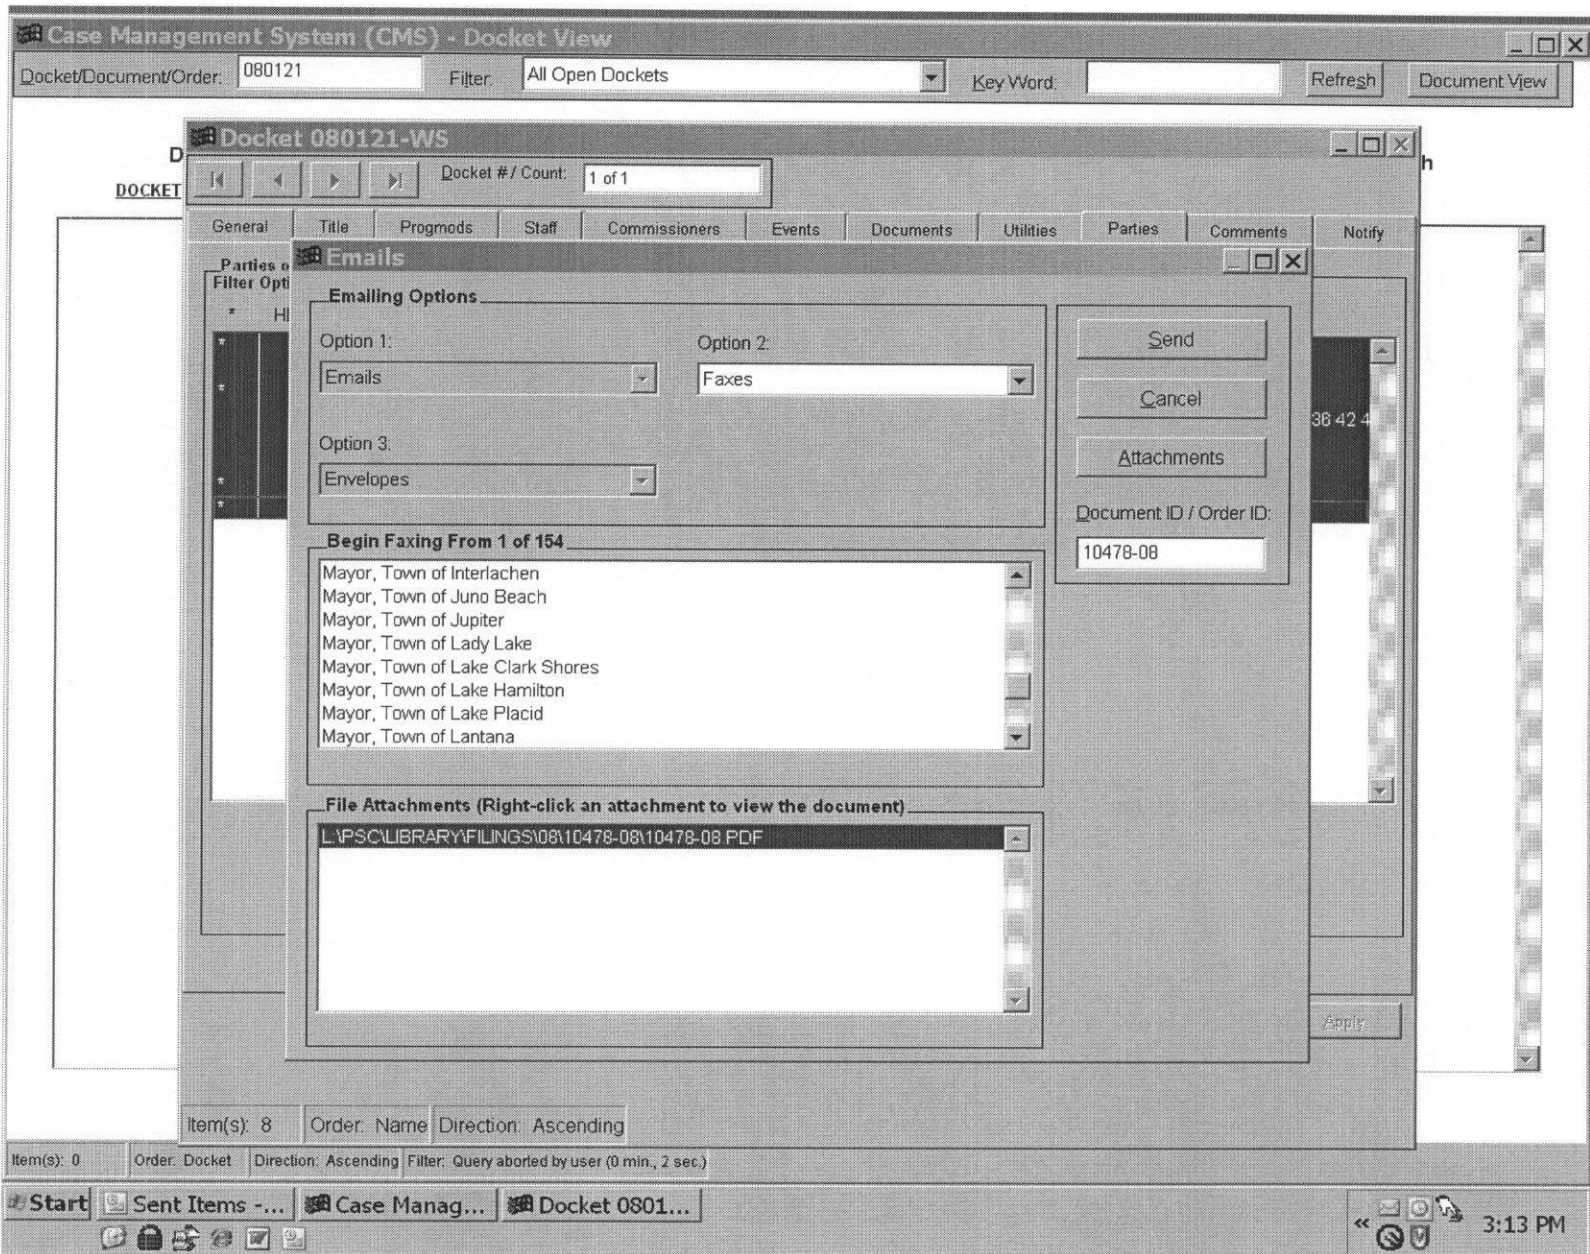 Case Management System (CMS) - Docket View
Docket/Document/Order: 080121 Filter: All Open Dockets Key Word: Refresh Document View
Docket 080121-WS
D h
DOCKET
Docket # / Count: 1 of 1
General Title Progmods Staff Commissioners Events Documents Utilities Parties Comments Notify
Parties o
Filter Opti
* HI
*
*
*
*
38 42 4
Emails
Emailing Options
Option 1: Option 2:
Emails Faxes
Option 3.
Envelopes
Send
Cancel
Attachments
Document ID / Order ID:
10478-08
Begin Faxing From 1 of 154
Mayor, Town of Interlachen
Mayor, Town of Juno Beach
Mayor, Town of Jupiter
Mayor, Town of Lady Lake
Mayor, Town of Lake Clark Shores
Mayor, Town of Lake Hamilton
Mayor, Town of Lake Placid
Mayor, Town of Lantana
File Attachments (Right-click an attachment to view the document)
L:\PSC\LIBRARY\FILINGS\08\10478-08\10478-08.PDF
Apply
Item(s): 8 Order: Name Direction: Ascending
Item(s): 0 Order: Docket Direction: Ascending Filter: Query aborted by user (0 min., 2 sec.)
Start Sent Items -... Case Manag... Docket 0801...
« 3:13 PM